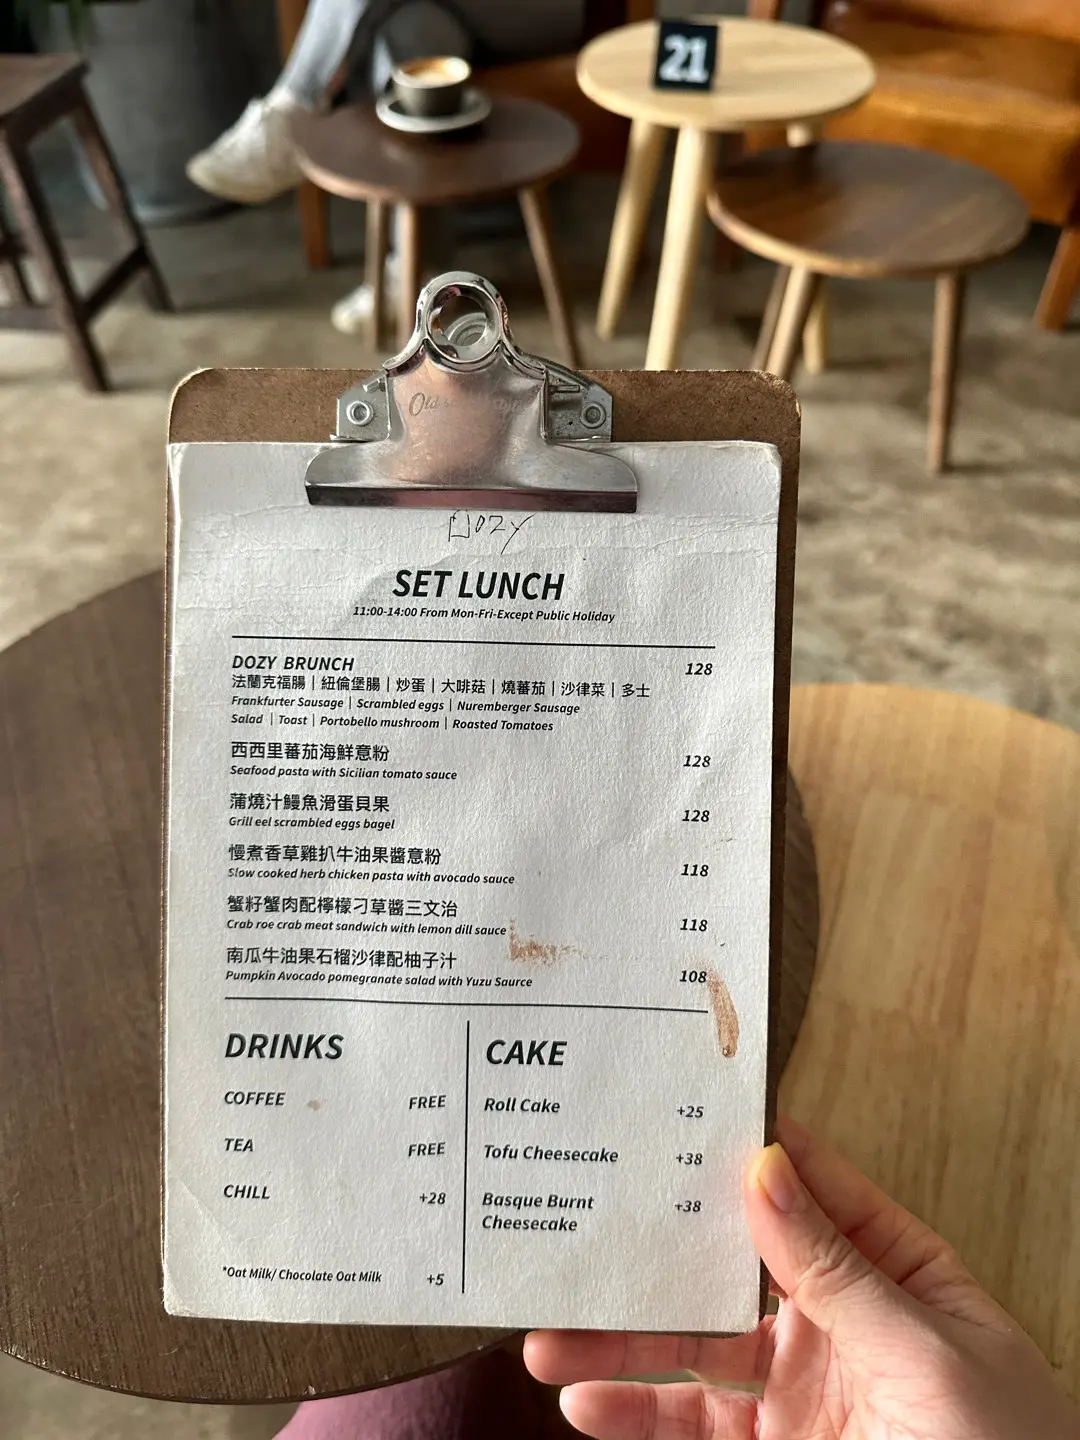 21
Dozy
SET LUNCH
11:00-14:00 From Mon-Fri-Except Public Holiday
DOZY BRUNCH 128
法蘭克福腸｜紐倫堡腸｜炒蛋｜大啡菇｜燒蕃茄｜沙律菜｜多士
Frankfurter Sausage | Scrambled eggs | Nuremberger Sausage
Salad | Toast | Portobello mushroom | Roasted Tomatoes
西西里蕃茄海鮮意粉 128
Seafood pasta with Sicilian tomato sauce
蒲燒汁鰻魚滑蛋貝果 128
Grill eel scrambled eggs bagel
慢煮香草雞扒牛油果醬意粉 118
Slow cooked herb chicken pasta with avocado sauce
蟹籽蟹肉配檸檬刁草醬三文治 118
Crab roe crab meat sandwich with lemon dill sauce
南瓜牛油果石榴沙律配柚子汁 108
Pumpkin Avocado pomegranate salad with Yuzu Saurce
DRINKS
COFFEE FREE
TEA FREE
CHILL +28
*Oat Milk/ Chocolate Oat Milk +5
CAKE
Roll Cake +25
Tofu Cheesecake +38
Basque Burnt +38
Cheesecake